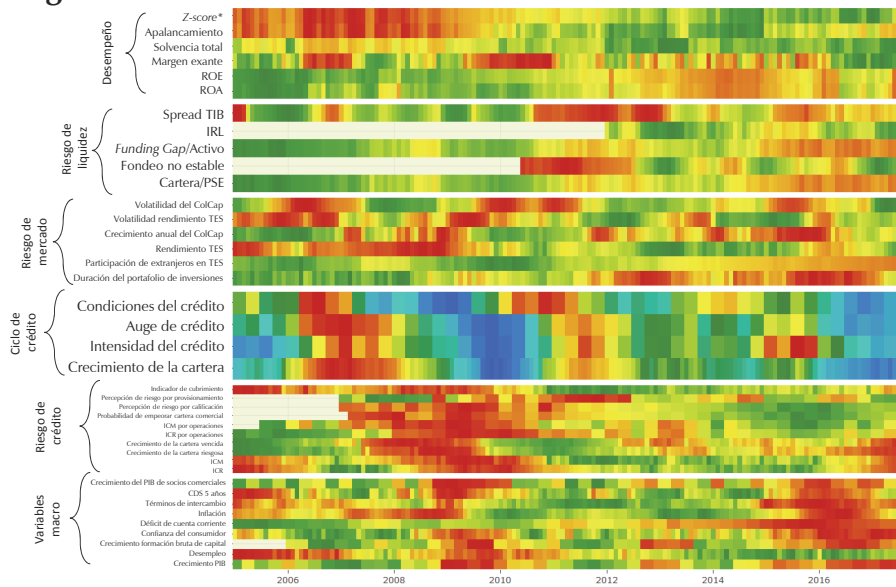 Desempeño
Z-score*
Apalancamiento
Solvencia total
Margen exante
ROE
ROA
Riesgo de
liquidez
Spread TIB
IRL
Funding Gap/Activo
Fondeo no estable
Cartera/PSE
Riesgo de
mercado
Volatilidad del ColCap
Volatilidad rendimiento TES
Crecimiento anual del ColCap
Rendimiento TES
Participación de extranjeros en TES
Duración del portafolio de inversiones
Ciclo de
crédito
Condiciones del crédito
Auge de crédito
Intensidad del crédito
Crecimiento de la cartera
Riesgo de
crédito
Indicador de cubrimiento
Percepción de riesgo por provisionamiento
Percepción de riesgo por calificación
Probabilidad de empeorar cartera comercial
ICM por operaciones
ICR por operaciones
Crecimiento de la cartera vencida
Crecimiento de la cartera riesgosa
ICM
ICR
Variables
macro
Crecimiento del PIB de socios comerciales
CDS 5 años
Términos de intercambio
Inflación
Déficit de cuenta corriente
Confianza del consumidor
Crecimiento formación bruta de capital
Desempleo
Crecimiento PIB
2006 2008 2010 2012 2014 2016